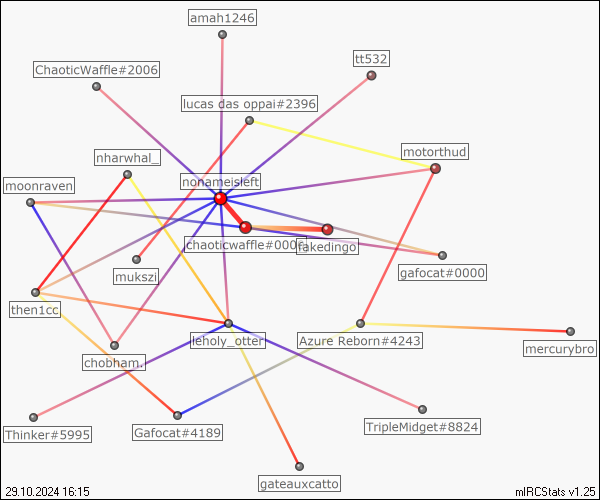 amah1246
tt532
ChaoticWaffle#2006
lucas das oppai#2396
motorthud
nharwhal_
nonameisleft
moonraven
chaoticwaffle#000
fakedingo
gafocat#0000
mukszi
then1cc
leholy_otter
Azure Reborn#4243
mercurybro
chobham.
Thinker#5995
Gafocat#4189
TripleMidget#8824
gateauxcatto
29.10.2024 16:15
mIRCStats v1.25